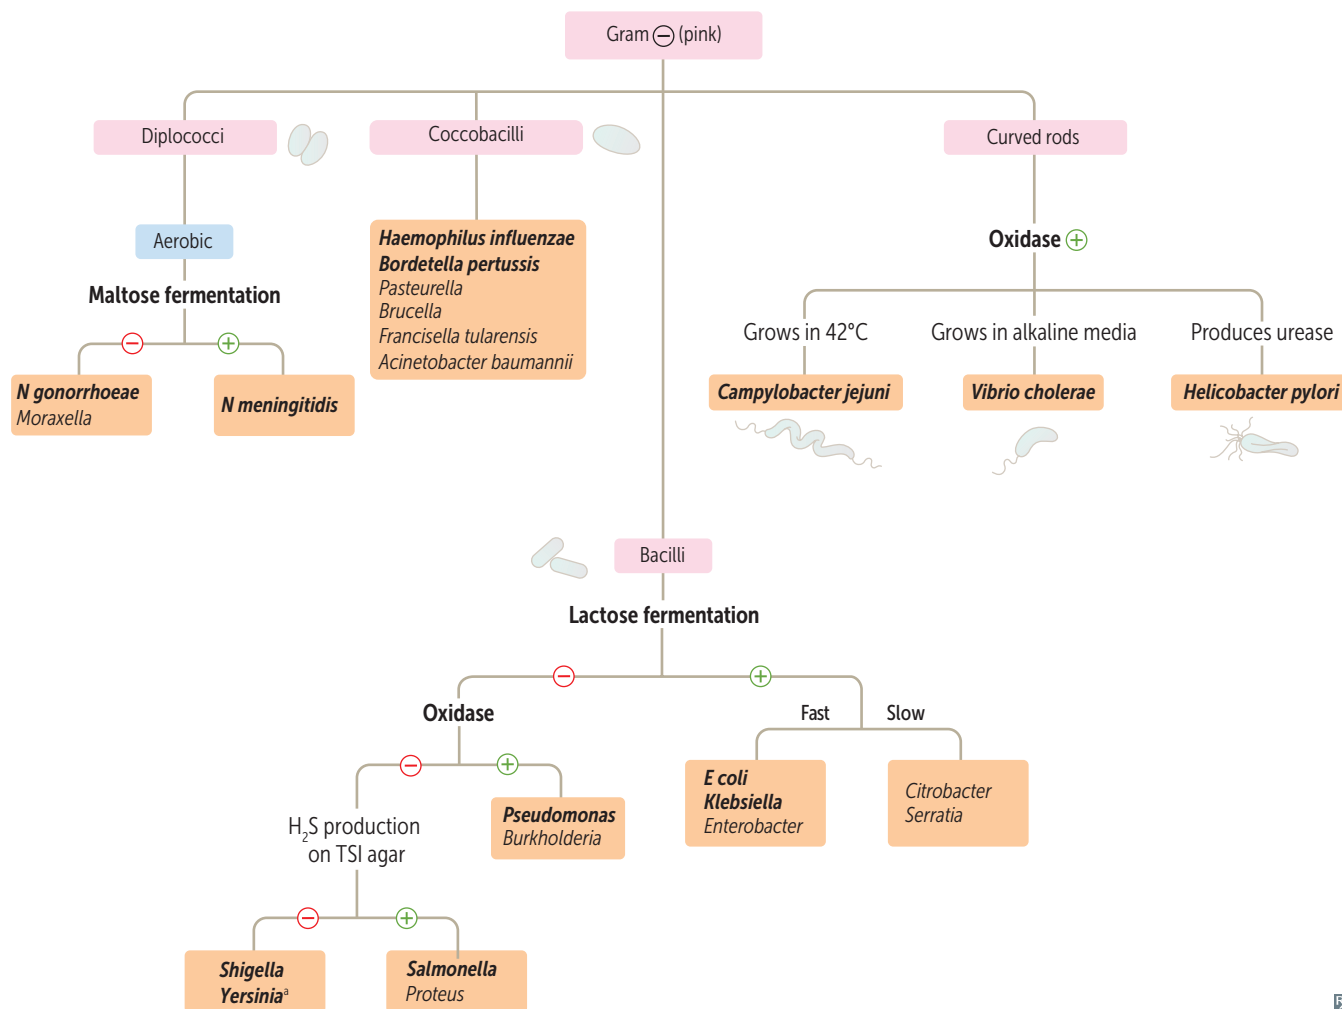 Gram ⊖ (pink)
Diplococci
Coccobacilli
Curved rods
Aerobic
Maltose fermentation
−
+
N gonorrhoeae
Moraxella
N meningitidis
Haemophilus influenzae
Bordetella pertussis
Pasteurella
Brucella
Francisella tularensis
Acinetobacter baumannii
Oxidase ⊕
Grows in 42°C
Grows in alkaline media
Produces urease
Campylobacter jejuni
Vibrio cholerae
Helicobacter pylori
Bacilli
Lactose fermentation
−
+
Oxidase
Fast
Slow
−
+
E coli
Klebsiella
Enterobacter
Citrobacter
Serratia
Pseudomonas
Burkholderia
H₂S production
on TSI agar
−
+
Shigella
Yersiniaᵃ
Salmonella
Proteus